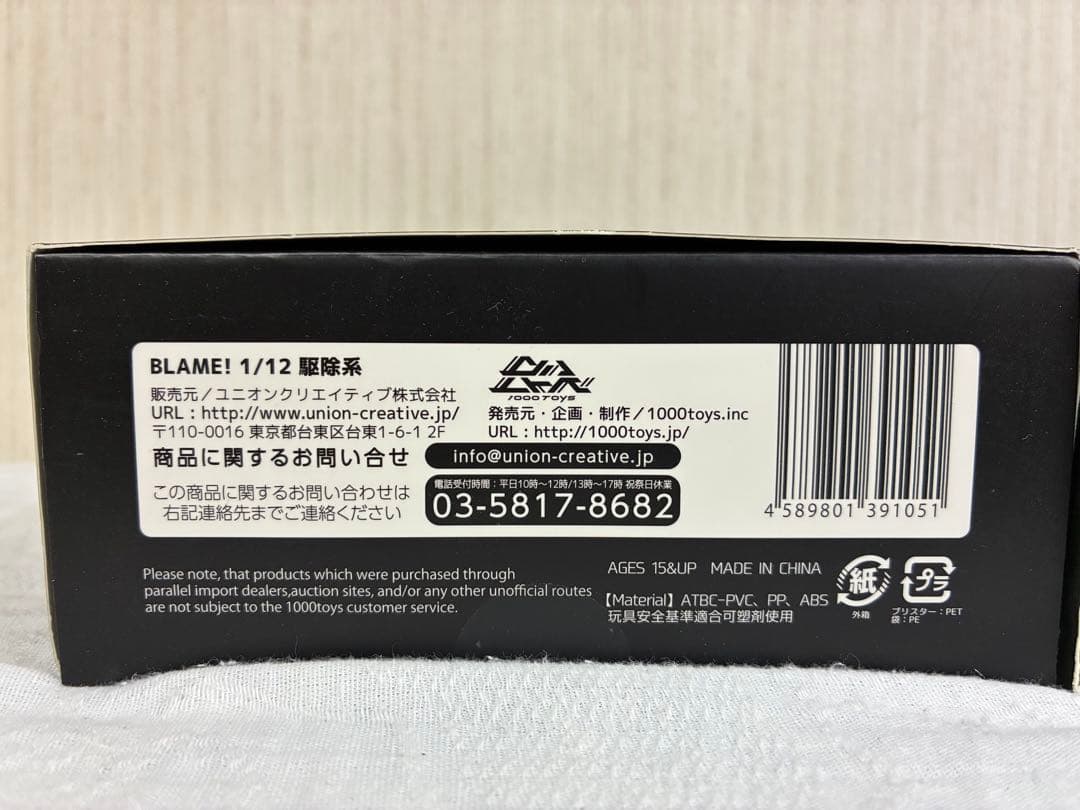 BLAME! 1/12 駆除系
販売元／ユニオンクリエイティブ株式会社
URL : http://www.union-creative.jp/
〒110-0016 東京都台東区台東1-6-1 2F
1000TOYS
発売元・企画・制作／1000toys.inc
URL : http://1000toys.jp/
商品に関するお問い合せ
info@union-creative.jp
この商品に関するお問い合わせは
右記連絡先までご連絡ください
電話受付時間：平日10時〜12時/13時〜17時 祝祭日休業
03-5817-8682
4 589801 391051
Please note, that products which were purchased through
parallel import dealers,auction sites, and/or any other unofficial routes
are not subject to the 1000toys customer service.
AGES 15&UP MADE IN CHINA
【Material】ATBC-PVC、PP、ABS
玩具安全基準適合可塑剤使用
紙
外箱
プラ
ブリスター：PET
袋：PE